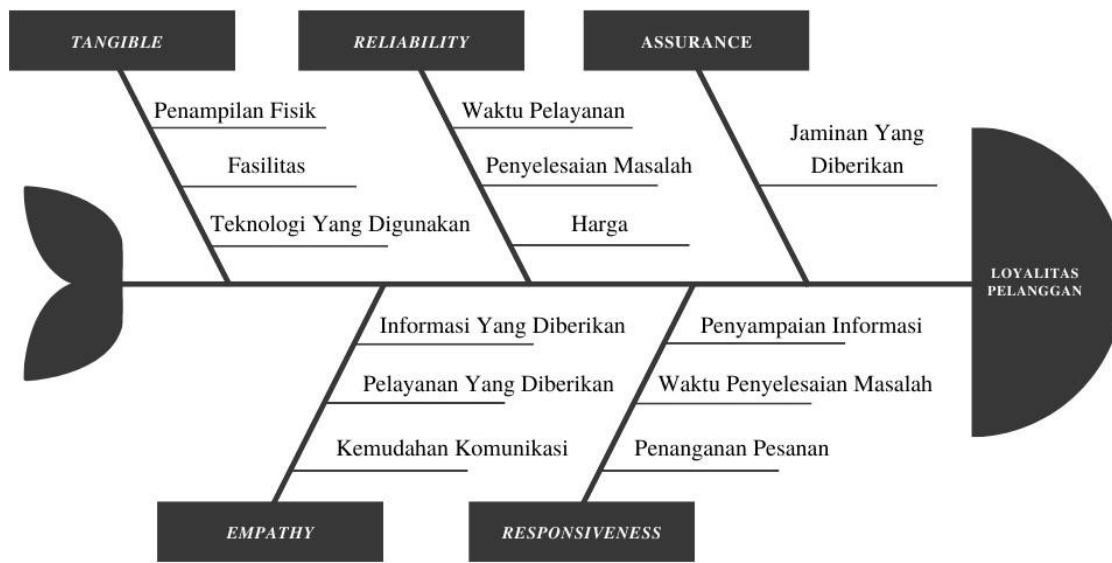 TANGIBLE
RELIABILITY
ASSURANCE
Penampilan Fisik
Fasilitas
Teknologi Yang Digunakan
Waktu Pelayanan
Penyelesaian Masalah
Harga
Jaminan Yang
Diberikan
LOYALITAS
PELANGGAN
Informasi Yang Diberikan
Pelayanan Yang Diberikan
Kemudahan Komunikasi
Penyampaian Informasi
Waktu Penyelesaian Masalah
Penanganan Pesanan
EMPATHY
RESPONSIVENESS